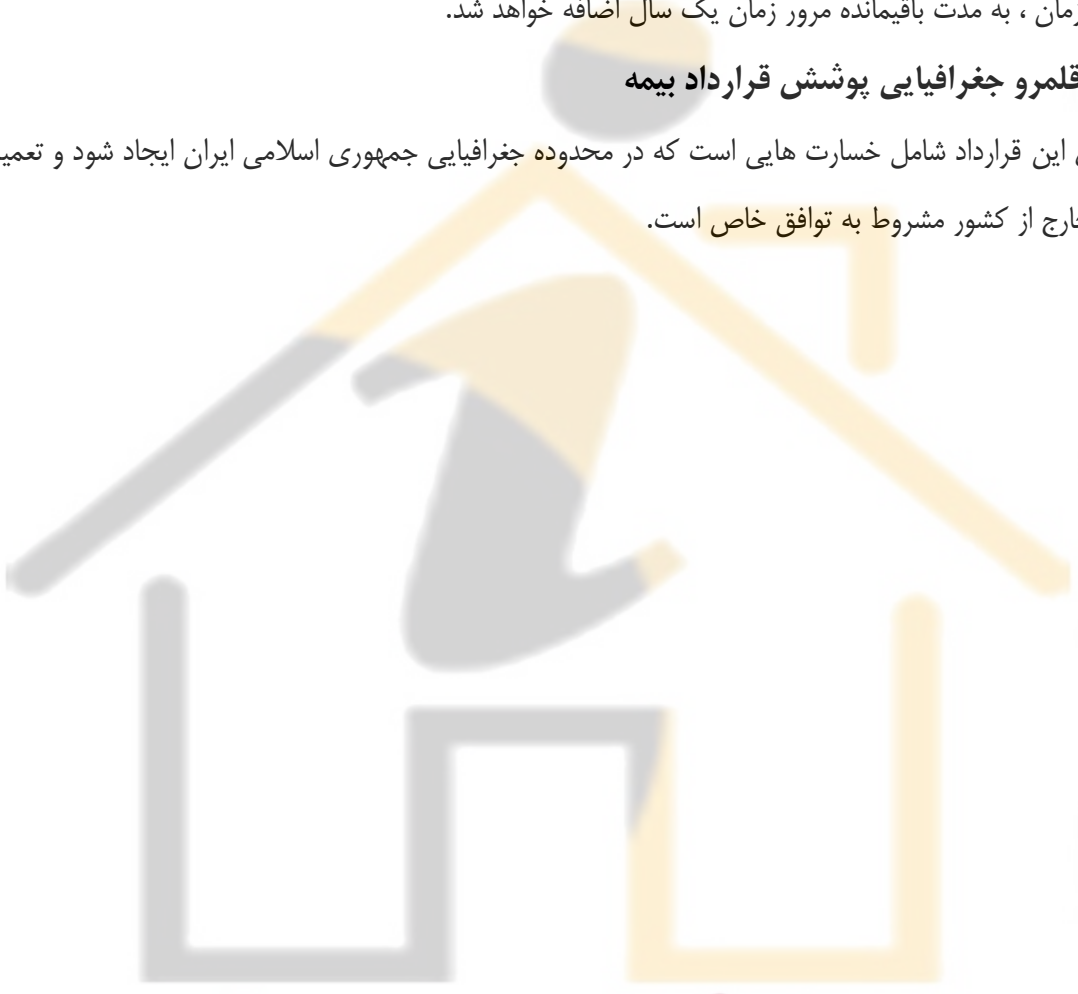 زمان ، به مدت باقیمانده مرور زمان یک سال اضافه خواهد شد.
قلمرو جغرافیایی پوشش قرارداد بیمه
این قرارداد شامل خسارت هایی است که در محدوده جغرافیایی جمهوری اسلامی ایران ایجاد شود و
خارج از کشور مشروط به توافق خاص است.